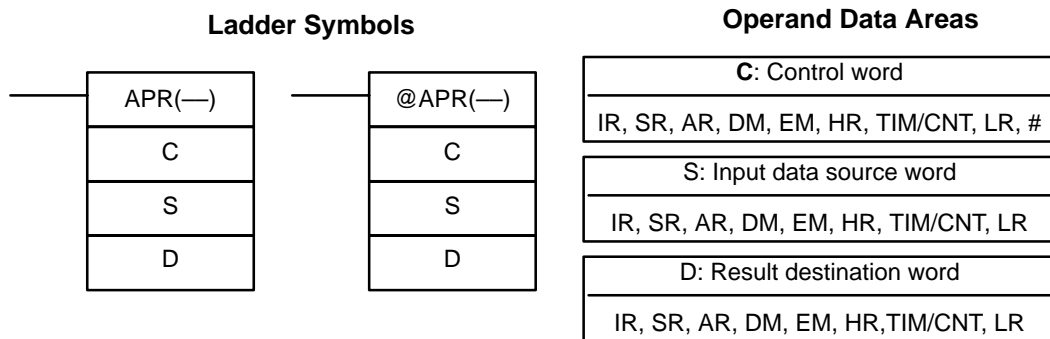 Ladder Symbols
APR(—)
C
S
D
@APR(—)
C
S
D
Operand Data Areas
C: Control word
IR, SR, AR, DM, EM, HR, TIM/CNT, LR, #
S: Input data source word
IR, SR, AR, DM, EM, HR, TIM/CNT, LR
D: Result destination word
IR, SR, AR, DM, EM, HR,TIM/CNT, LR